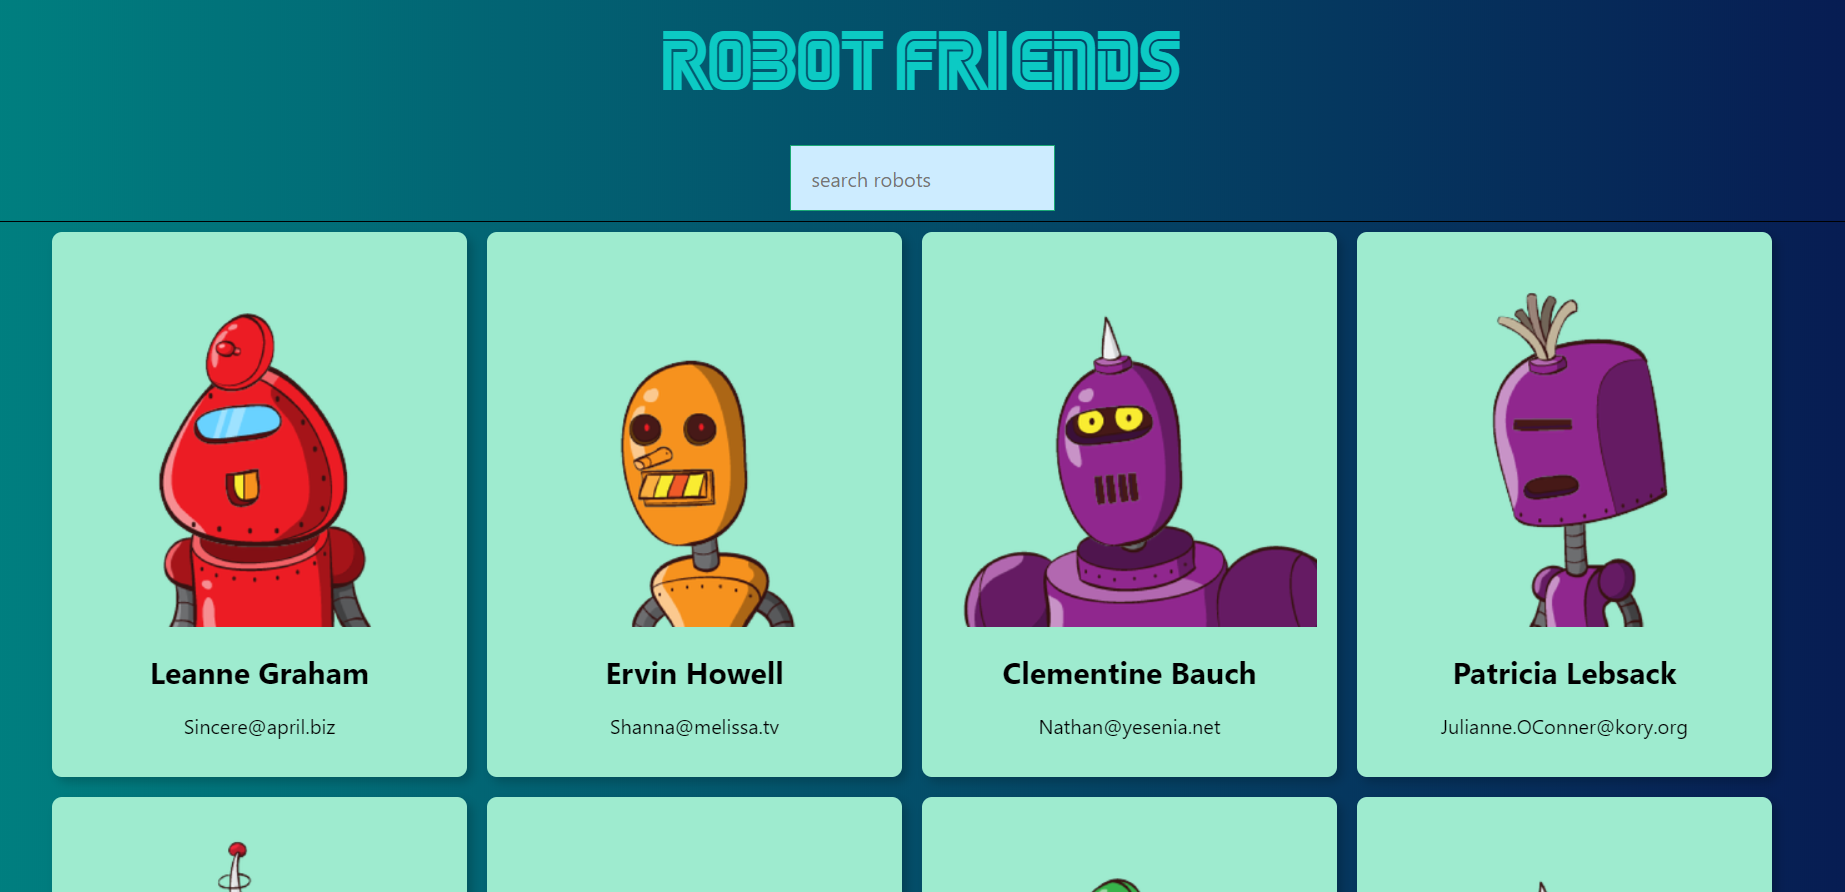 ROBOT FRIENDS
search robots
Leanne Graham
Sincere@april.biz
Ervin Howell
Shanna@melissa.tv
Clementine Bauch
Nathan@yesenia.net
Patricia Lebsack
Julianne.OConner@kory.org